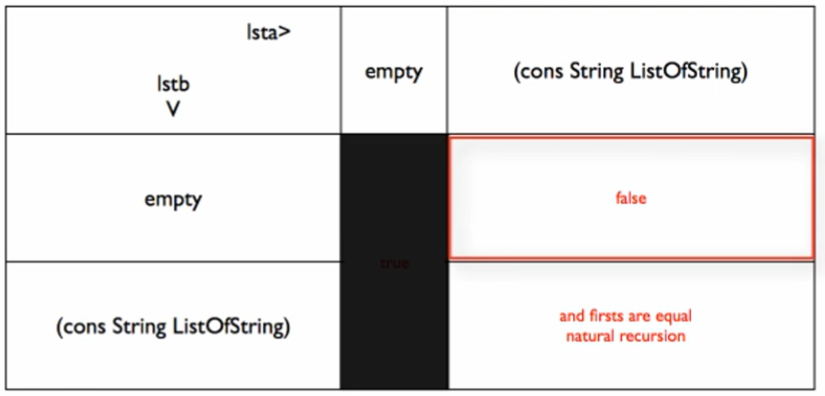 lsta>
lstb
V
empty
(cons String ListOfString)
empty
true
false
(cons String ListOfString)
and firsts are equal
natural recursion